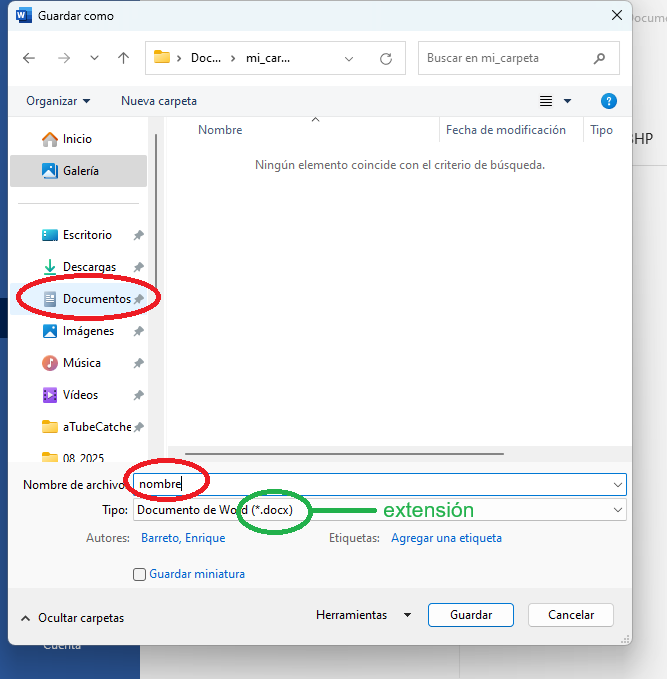 Guardar como
Doc... mi_car...
Buscar en mi_carpeta
Organizar
Nueva carpeta
?
Inicio
Galería
Escritorio
Descargas
Documentos
Imágenes
Música
Vídeos
aTubeCatche
08_2025
Nombre
Fecha de modificación
Tipo
Ningún elemento coincide con el criterio de búsqueda.
Nombre de archivo:
nombre
Tipo:
Documento de Word (*.docx)
extensión
Autores:
Barreto, Enrique
Etiquetas:
Agregar una etiqueta
Guardar miniatura
Ocultar carpetas
Herramientas
Guardar
Cancelar
Cuenta